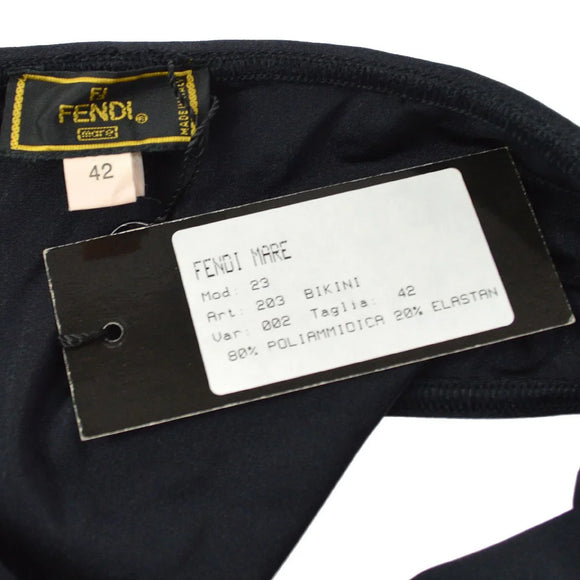 FENDI®
mare
MADE IN ITALY
42
FENDI MARE
Mod: 23
Art: 203 BIKINI
Var: 002 Taglia: 42
80% POLIAMMIDICA 20% ELASTAN